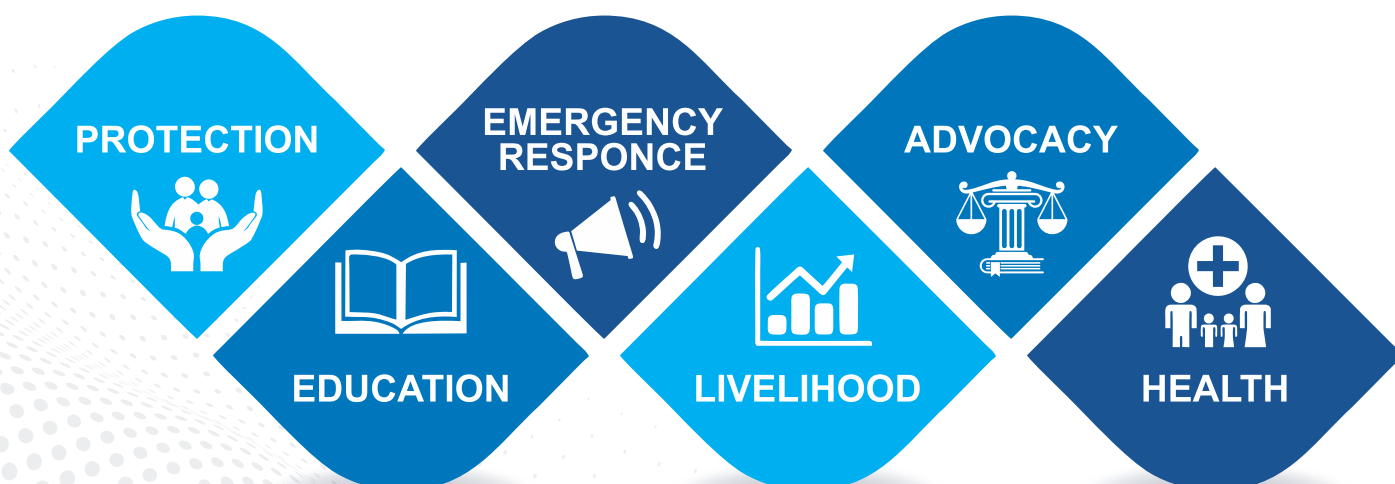 PROTECTION
EMERGENCY
RESPONCE
ADVOCACY
EDUCATION
LIVELIHOOD
HEALTH